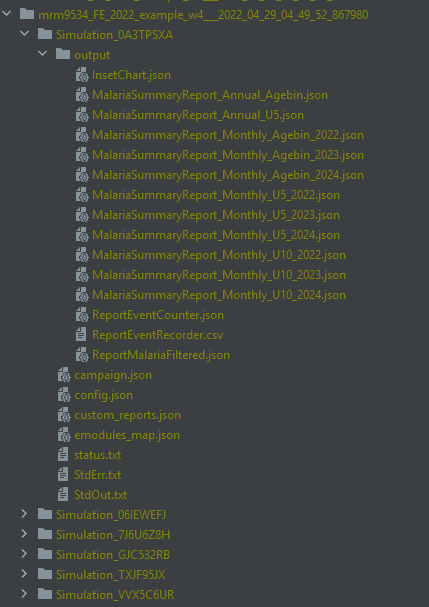 mrm9534_FE_2022_example_w4___2022_04_29_04_49_52_867980
Simulation_0A3TPSXA
output
InsetChart.json
MalariaSummaryReport_Annual_Agebin.json
MalariaSummaryReport_Annual_U5.json
MalariaSummaryReport_Monthly_Agebin_2022.json
MalariaSummaryReport_Monthly_Agebin_2023.json
MalariaSummaryReport_Monthly_Agebin_2024.json
MalariaSummaryReport_Monthly_U5_2022.json
MalariaSummaryReport_Monthly_U5_2023.json
MalariaSummaryReport_Monthly_U5_2024.json
MalariaSummaryReport_Monthly_U10_2022.json
MalariaSummaryReport_Monthly_U10_2023.json
MalariaSummaryReport_Monthly_U10_2024.json
ReportEventCounter.json
ReportEventRecorder.csv
ReportMalariaFiltered.json
campaign.json
config.json
custom_reports.json
emodules_map.json
status.txt
StdErr.txt
StdOut.txt
Simulation_06IEWEFJ
Simulation_7J6U6Z8H
Simulation_GJC532RB
Simulation_TXJF95JX
Simulation_VVX5C6UR